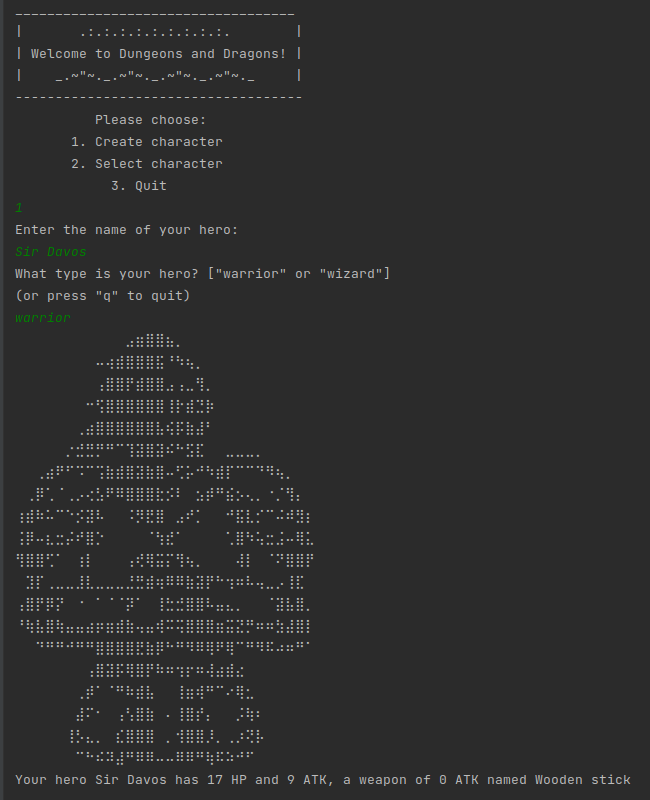 Welcome to Dungeons and Dragons!
Please choose:
1. Create character
2. Select character
3. Quit
1
Enter the name of your hero:
Sir Davos
What type is your hero? ["warrior" or "wizard"]
(or press "q" to quit)
warrior
Your hero Sir Davos has 17 HP and 9 ATK, a weapon of 0 ATK named Wooden stick